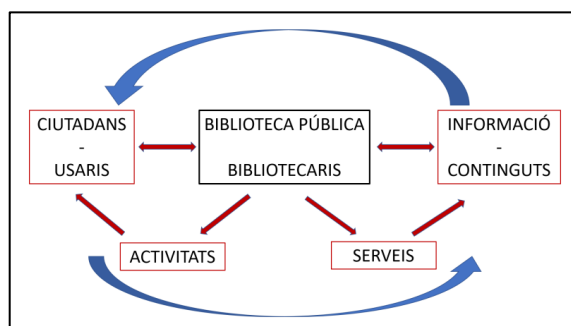 CIUTADANS
-
USARIS
BIBLIOTECA PÚBLICA
BIBLIOTECARIS
INFORMACIÓ
-
CONTINGUTS
ACTIVITATS
SERVEIS